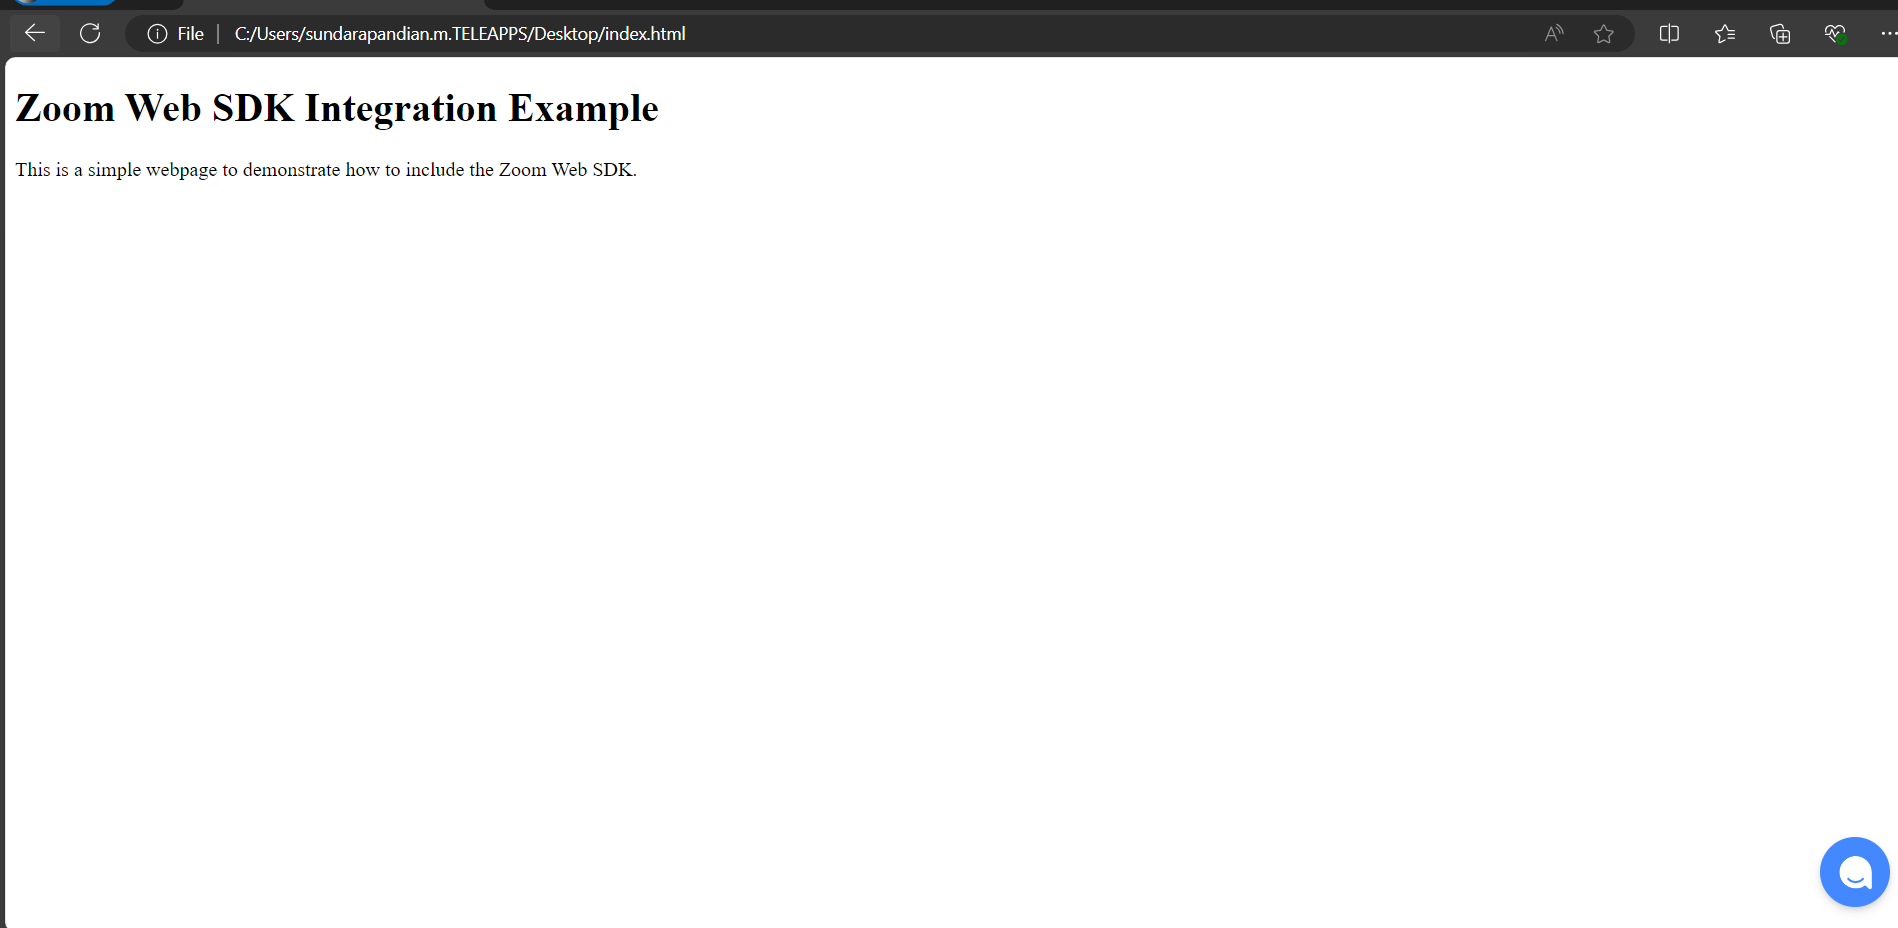 File | C:/Users/sundarapandian.m.TELEAPPS/Desktop/index.html
Zoom Web SDK Integration Example
This is a simple webpage to demonstrate how to include the Zoom Web SDK.